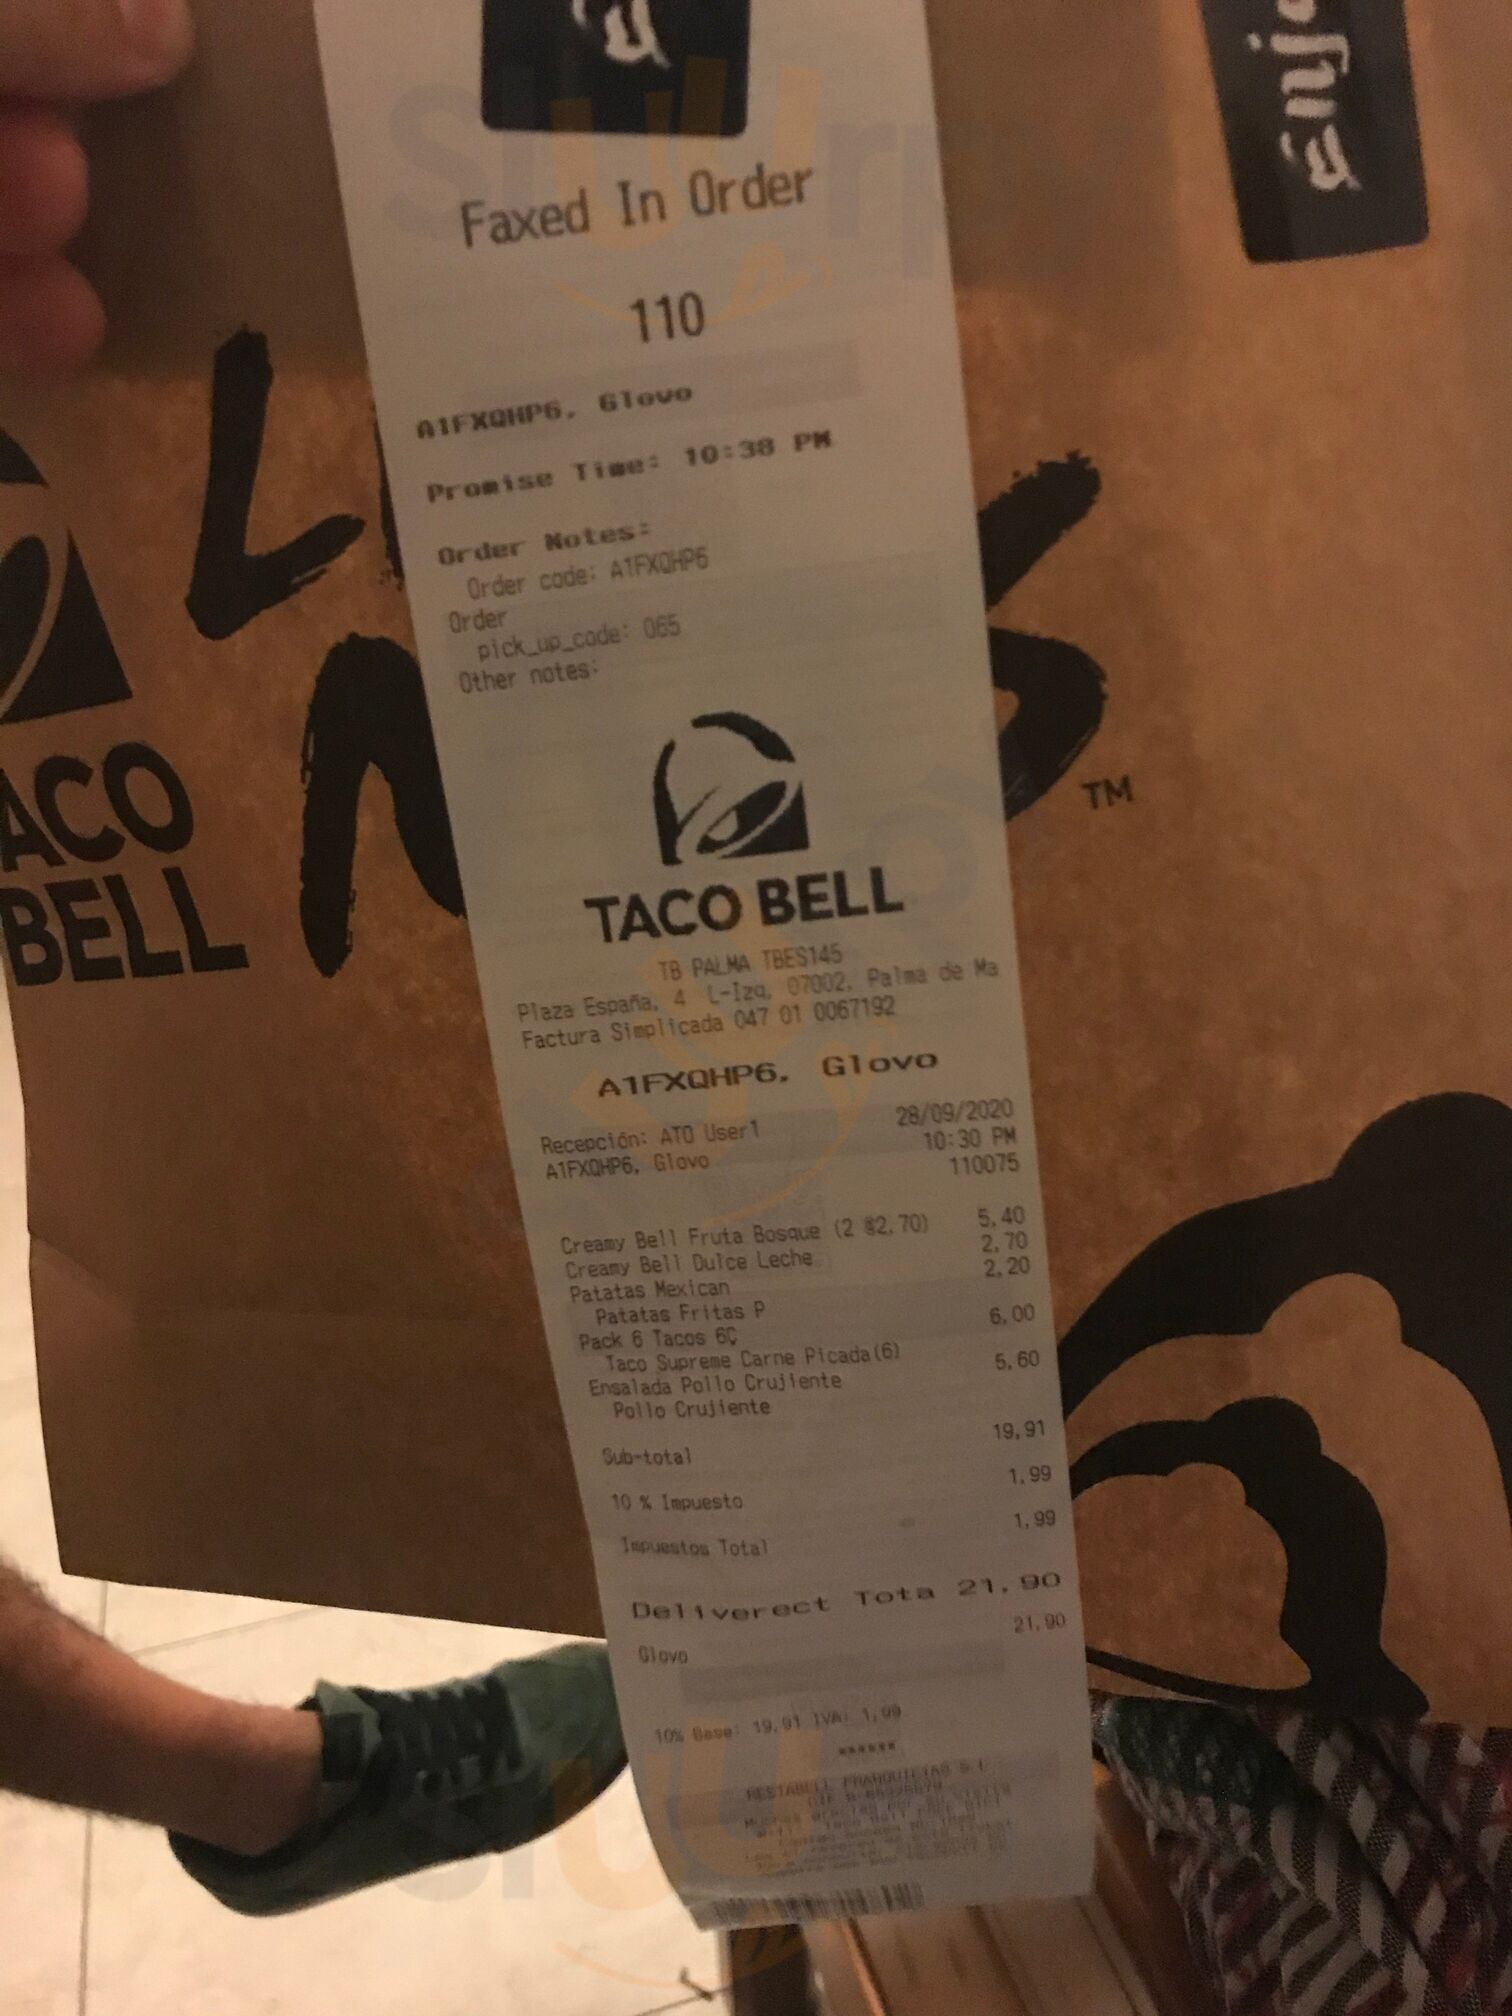 Enjo
Faxed In Order
110
A1FXQHP6, Glovo
Promise Time: 10:38 PM
Order Notes:
Order code: A1FXQHP6
Order
pick_up_code: 065
Other notes:
TACO BELL
TB PALMA TBES145
Plaza España, 4 L-Izq, 07002, Palma de Ma
Factura Simplicada 047 01 0067192
A1FXQHP6, Glovo
Recepción: ATO User1 28/09/2020
A1FXQHP6, Glovo 10:30 PM
110075
Creamy Bell Fruta Bosque (2 @2,70) 5,40
Creamy Bell Dulce Leche 2,70
Patatas Mexican 2,20
Patatas Fritas P
Pack 6 Tacos 6C 6,00
Taco Supreme Carne Picada(6)
Ensalada Pollo Crujiente 5,60
Pollo Crujiente
Sub-total 19,91
10 % Impuesto 1,99
Impuestos Total 1,99
Deliverect Tota 21,90
Glovo 21,90
10% Base: 19,91 IVA: 1,99
******
ACO
BELL
TM